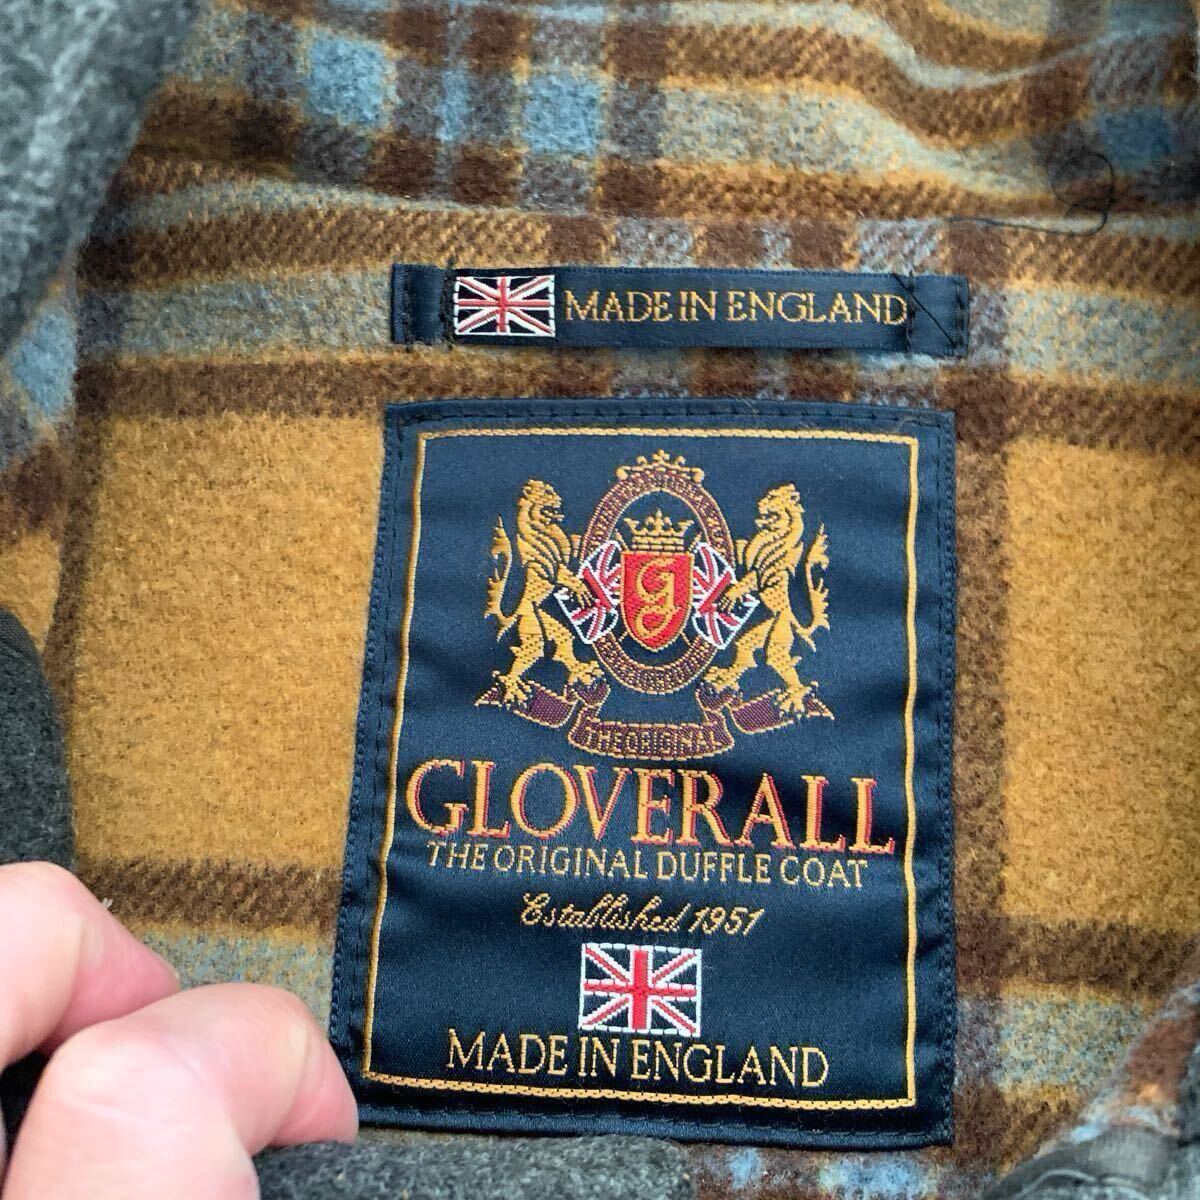 MADE IN ENGLAND
g
THE ORIGINAL
GLOVERALL
THE ORIGINAL DUFFLE COAT
Established 1951
MADE IN ENGLAND